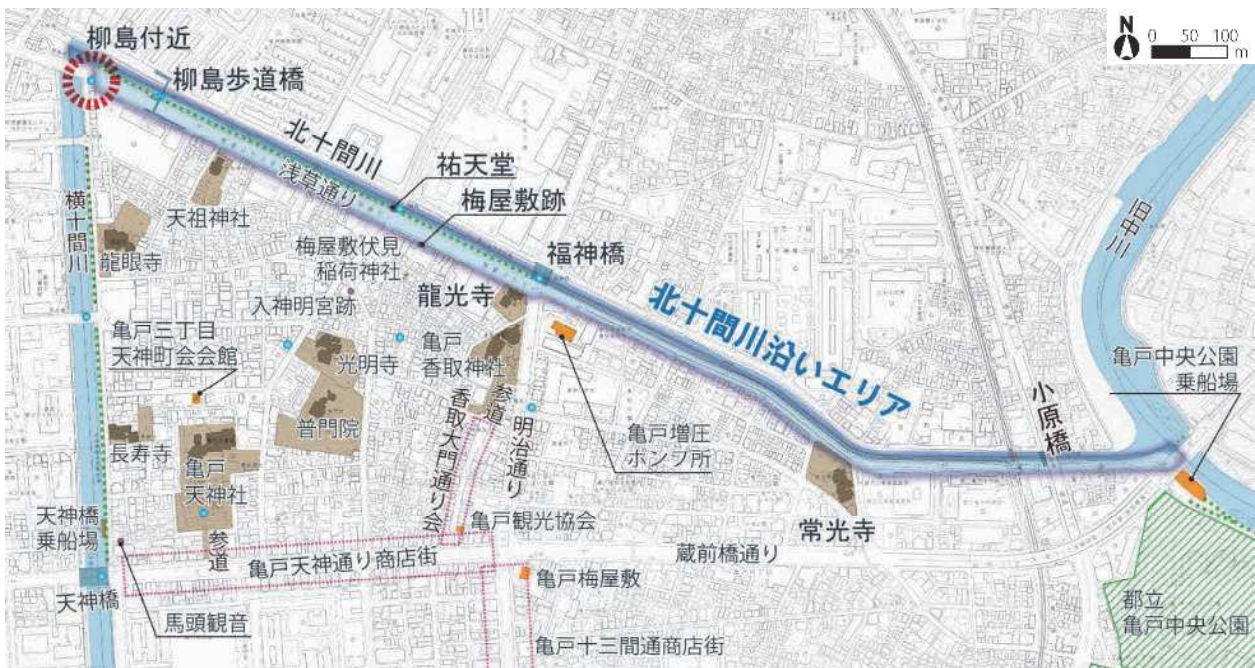 N
0 50 100
m
柳島付近
柳島歩道橋
北十間川
浅草通り
祐天堂
梅屋敷跡
横十間川
天祖神社
龍眼寺
梅屋敷伏見
稲荷神社
福神橋
入神明宮跡
龍光寺
旧中川
北十間川沿いエリア
亀戸三丁目
天神町会会館
光明寺
亀戸
香取神社
亀戸中央公園
乗船場
小原橋
普門院
参道
香取大門通り会
明治通り
亀戸増圧
ポンプ所
長寿寺
亀戸
天神社
天神橋
乗船場
参道
亀戸観光協会
常光寺
亀戸天神通り商店街
蔵前橋通り
天神橋
馬頭観音
亀戸梅屋敷
亀戸十三間通商店街
都立
亀戸中央公園